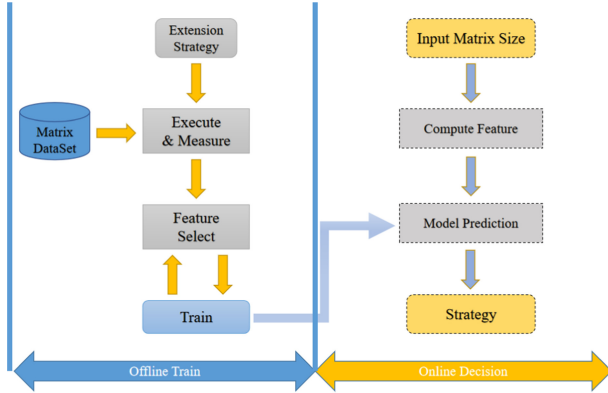 Extension
Strategy
Matrix
DataSet
Execute
& Measure
Feature
Select
Train
Offline Train
Input Matrix Size
Compute Feature
Model Prediction
Strategy
Online Decision